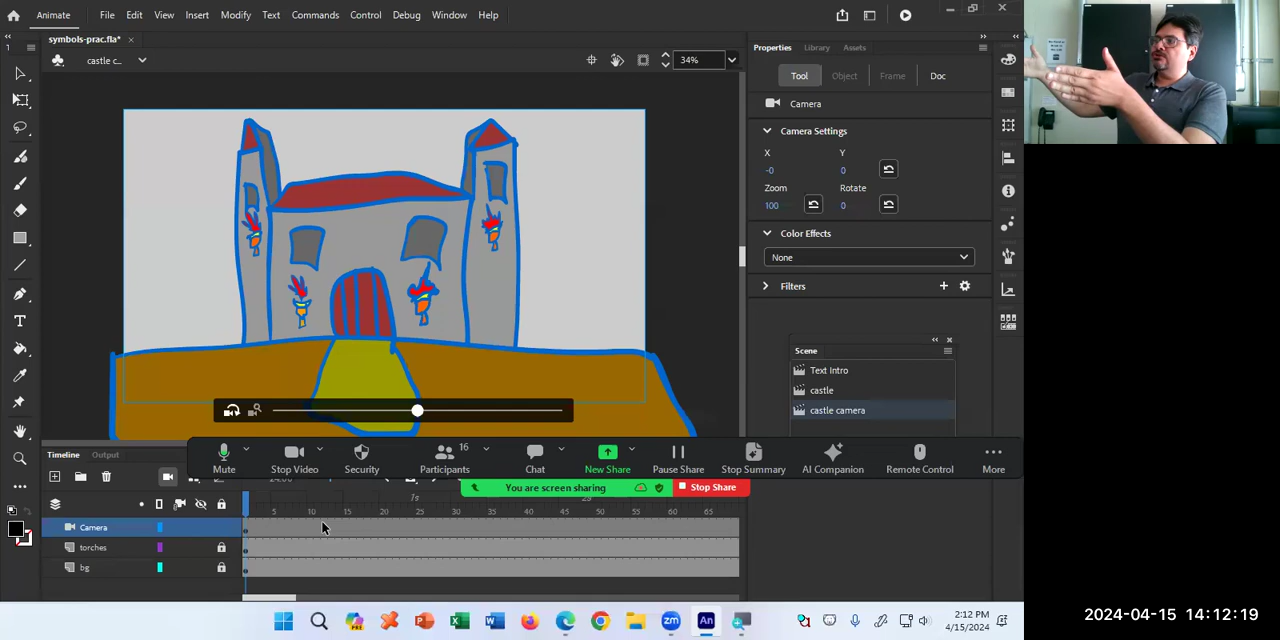 Animate File Edit View Insert Modify Text Commands Control Debug Window Help
symbols-prac.fla* ×
castle c... 34%
1
Properties Library Assets
Tool Object Frame Doc
Camera
Camera Settings
X Y
-0 0
Zoom Rotate
100 0
Color Effects
None
Filters
Scene
Text Intro
castle
castle camera
Timeline Output
16
Mute Stop Video Security Participants Chat New Share Pause Share Stop Summary AI Companion Remote Control More
You are screen sharing Stop Share
1s
5 10 15 20 25 30 35 40 45 50 55 60 65
Camera
torches
bg
2:12 PM
4/15/2024
2024-04-15 14:12:19